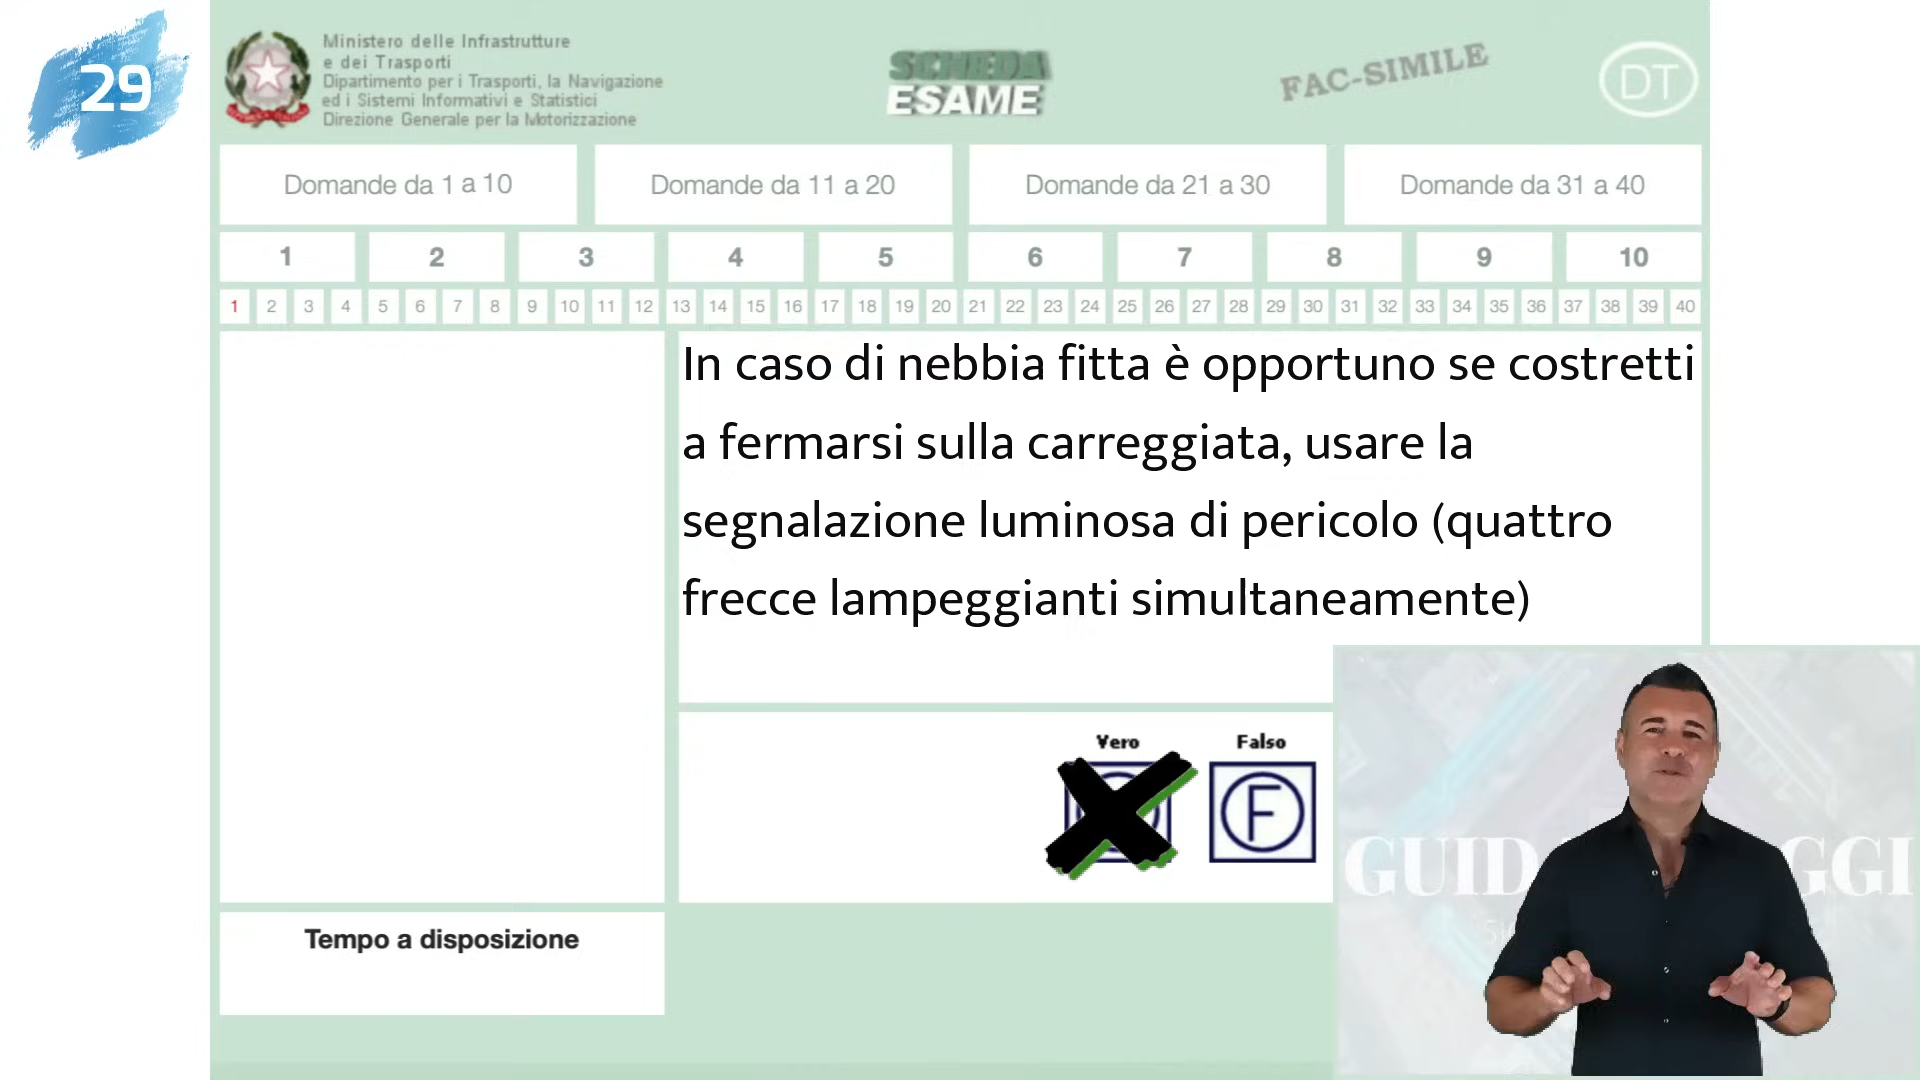 29
Ministero delle Infrastrutture
e dei Trasporti
Dipartimento per i Trasporti, la Navigazione
ed i Sistemi Informativi e Statistici
Direzione Generale per la Motorizzazione
SCHEDA
ESAME
FAC-SIMILE
DT
Domande da 1 a 10
Domande da 11 a 20
Domande da 21 a 30
Domande da 31 a 40
1 2 3 4 5 6 7 8 9 10
1 2 3 4 5 6 7 8 9 10 11 12 13 14 15 16 17 18 19 20 21 22 23 24 25 26 27 28 29 30 31 32 33 34 35 36 37 38 39 40
In caso di nebbia fitta è opportuno se costretti
a fermarsi sulla carreggiata, usare la
segnalazione luminosa di pericolo (quattro
frecce lampeggianti simultaneamente)
Vero
Falso
F
Tempo a disposizione